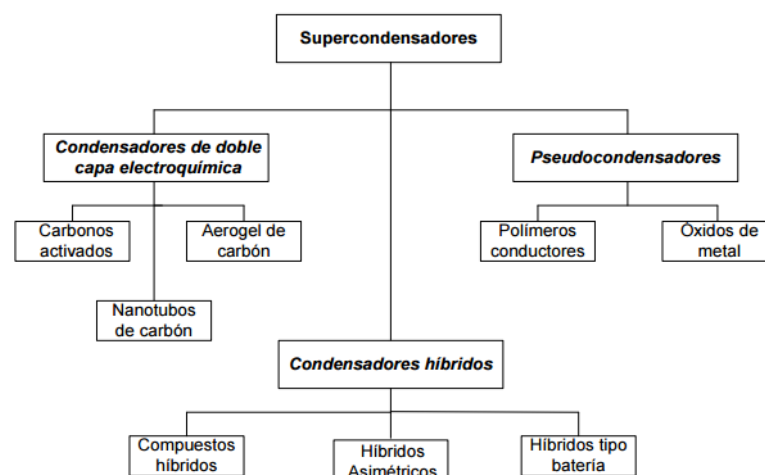 Supercondensadores
Condensadores de doble
capa electroquímica
Pseudocondensadores
Carbonos
activados
Aerogel de
carbón
Polímeros
conductores
Óxidos de
metal
Nanotubos
de carbón
Condensadores híbridos
Compuestos
híbridos
Híbridos
Asimétricos
Híbridos tipo
batería